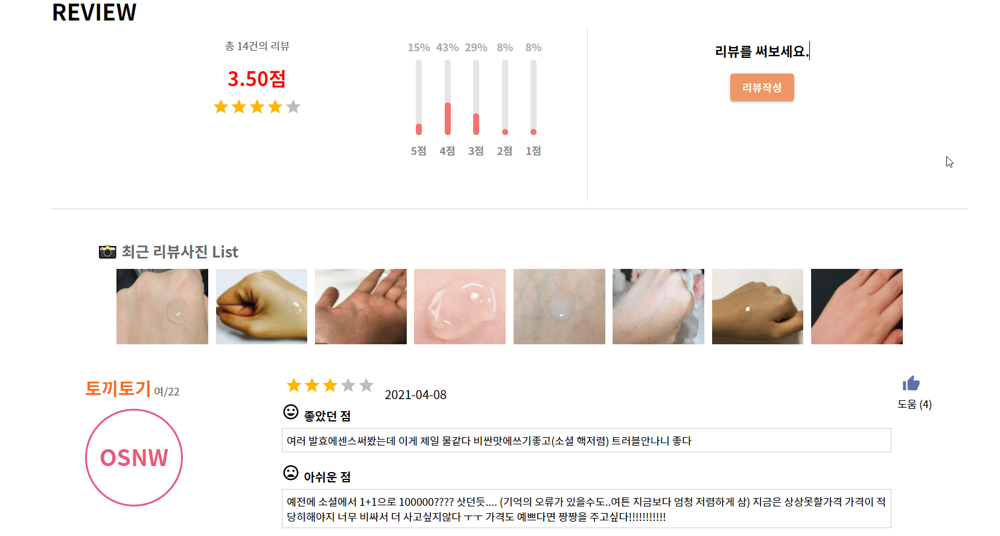 REVIEW
총 14건의 리뷰
3.50점
15% 43% 29% 8% 8%
5점 4점 3점 2점 1점
리뷰를 써보세요.
리뷰작성
최근 리뷰사진 List
토끼토기 여/22
OSNW
2021-04-08
도움 (4)
좋았던 점
여러 발효에센스써봤는데 이게 제일 물같다 비싼맛에쓰기좋고(소셜 핵저렴) 트러블안나니 좋다
아쉬운 점
예전에 소셜에서 1+1으로 100000???? 삿던듯.... (기억의 오류가 있을수도..여튼 지금보다 엄청 저렴하게 삼) 지금은 상상못할가격 가격이 적
당히해야지 너무 비싸서 더 사고싶지않다 ㅜㅜ 가격도 예쁘다면 짱짱을 주고싶다!!!!!!!!!!!